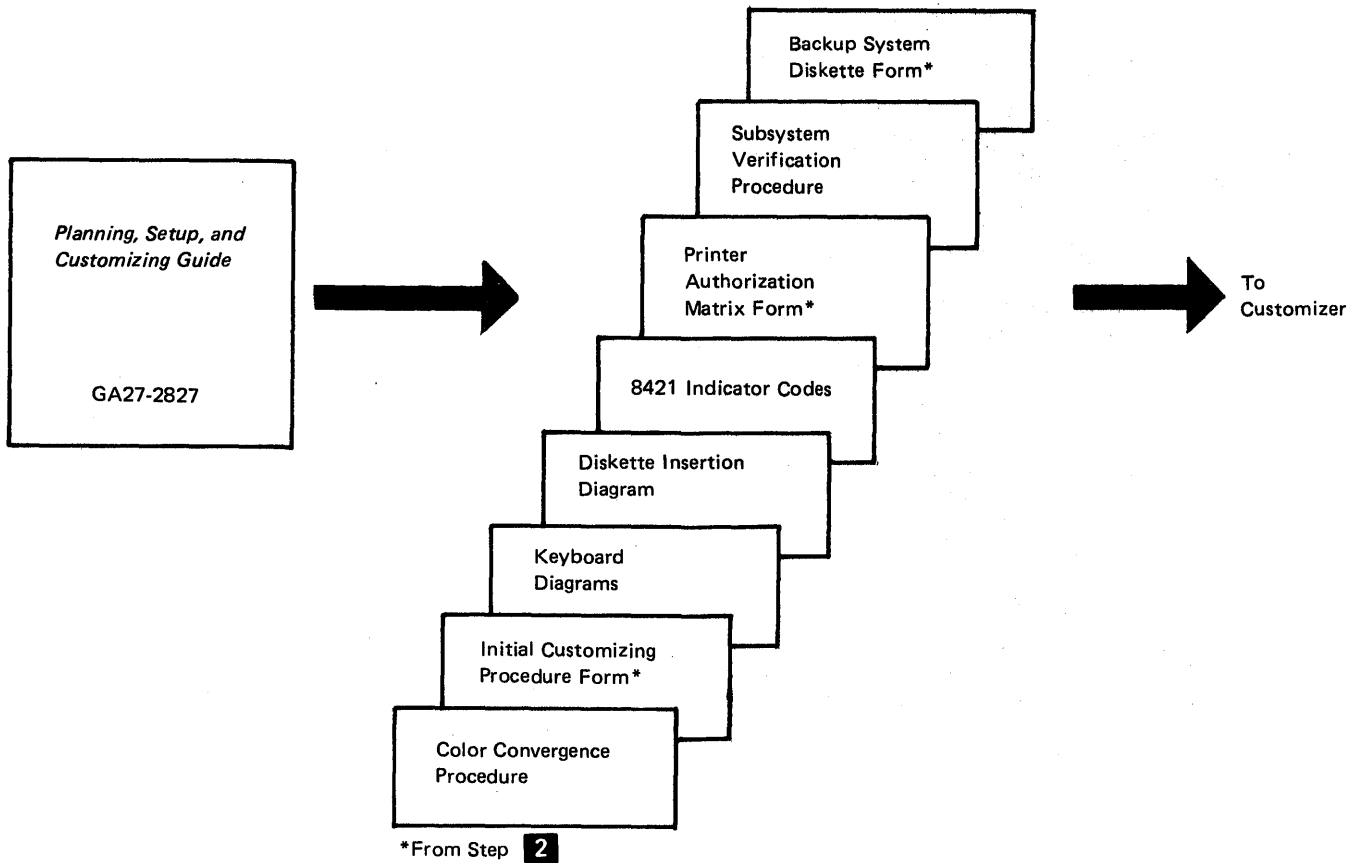 Backup System
Diskette Form*
Subsystem
Verification
Procedure
Planning, Setup, and
Customizing Guide
GA27-2827
Printer
Authorization
Matrix Form*
To
Customizer
8421 Indicator Codes
Diskette Insertion
Diagram
Keyboard
Diagrams
Initial Customizing
Procedure Form*
Color Convergence
Procedure
*From Step 2